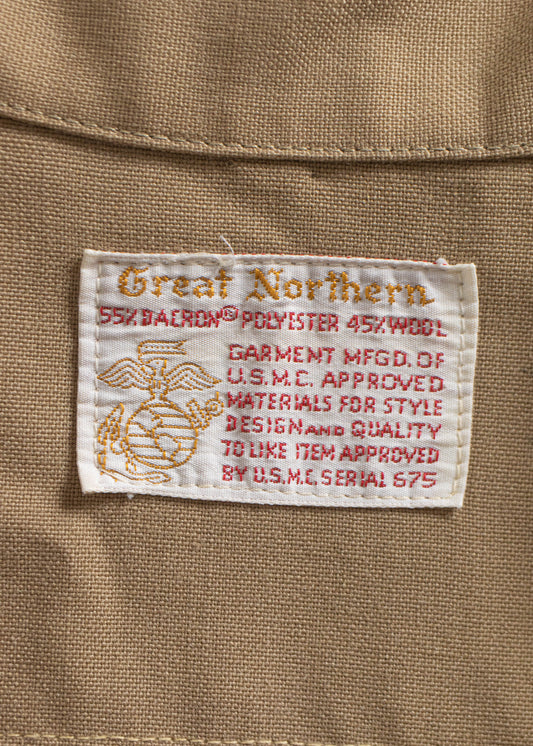 Great Northern
55% DACRON® POLYESTER 45% WOOL
GARMENT MFGD. OF
U.S.M.C. APPROVED
MATERIALS FOR STYLE
DESIGN AND QUALITY
TO LIKE ITEM APPROVED
BY U.S.M.C. SERIAL 675